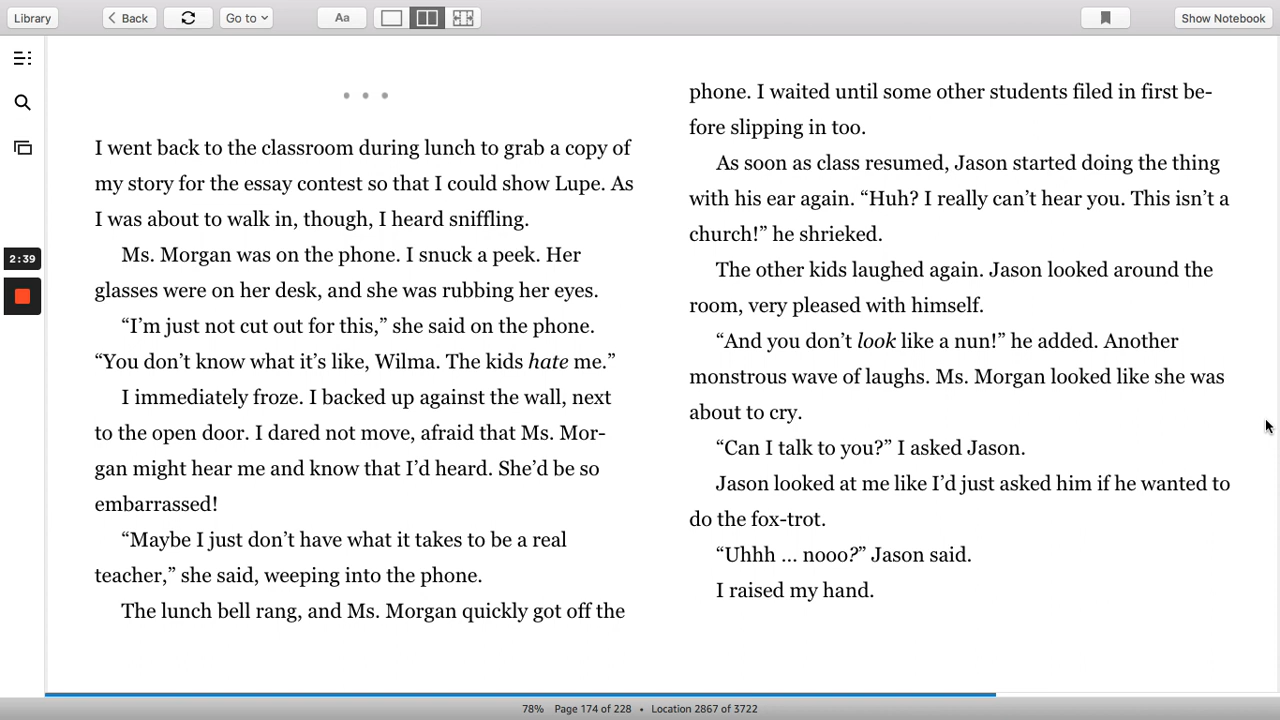 Library
Back
Go to
Aa
Show Notebook
2:39
I went back to the classroom during lunch to grab a copy of
my story for the essay contest so that I could show Lupe. As
I was about to walk in, though, I heard sniffling.
Ms. Morgan was on the phone. I snuck a peek. Her
glasses were on her desk, and she was rubbing her eyes.
“I’m just not cut out for this,” she said on the phone.
“You don’t know what it’s like, Wilma. The kids hate me.”
I immediately froze. I backed up against the wall, next
to the open door. I dared not move, afraid that Ms. Mor-
gan might hear me and know that I’d heard. She’d be so
embarrassed!
“Maybe I just don’t have what it takes to be a real
teacher,” she said, weeping into the phone.
The lunch bell rang, and Ms. Morgan quickly got off the
phone. I waited until some other students filed in first be-
fore slipping in too.
As soon as class resumed, Jason started doing the thing
with his ear again. “Huh? I really can’t hear you. This isn’t a
church!” he shrieked.
The other kids laughed again. Jason looked around the
room, very pleased with himself.
“And you don’t look like a nun!” he added. Another
monstrous wave of laughs. Ms. Morgan looked like she was
about to cry.
“Can I talk to you?” I asked Jason.
Jason looked at me like I’d just asked him if he wanted to
do the fox-trot.
“Uhhh ... nooo?” Jason said.
I raised my hand.
78% Page 174 of 228 • Location 2867 of 3722